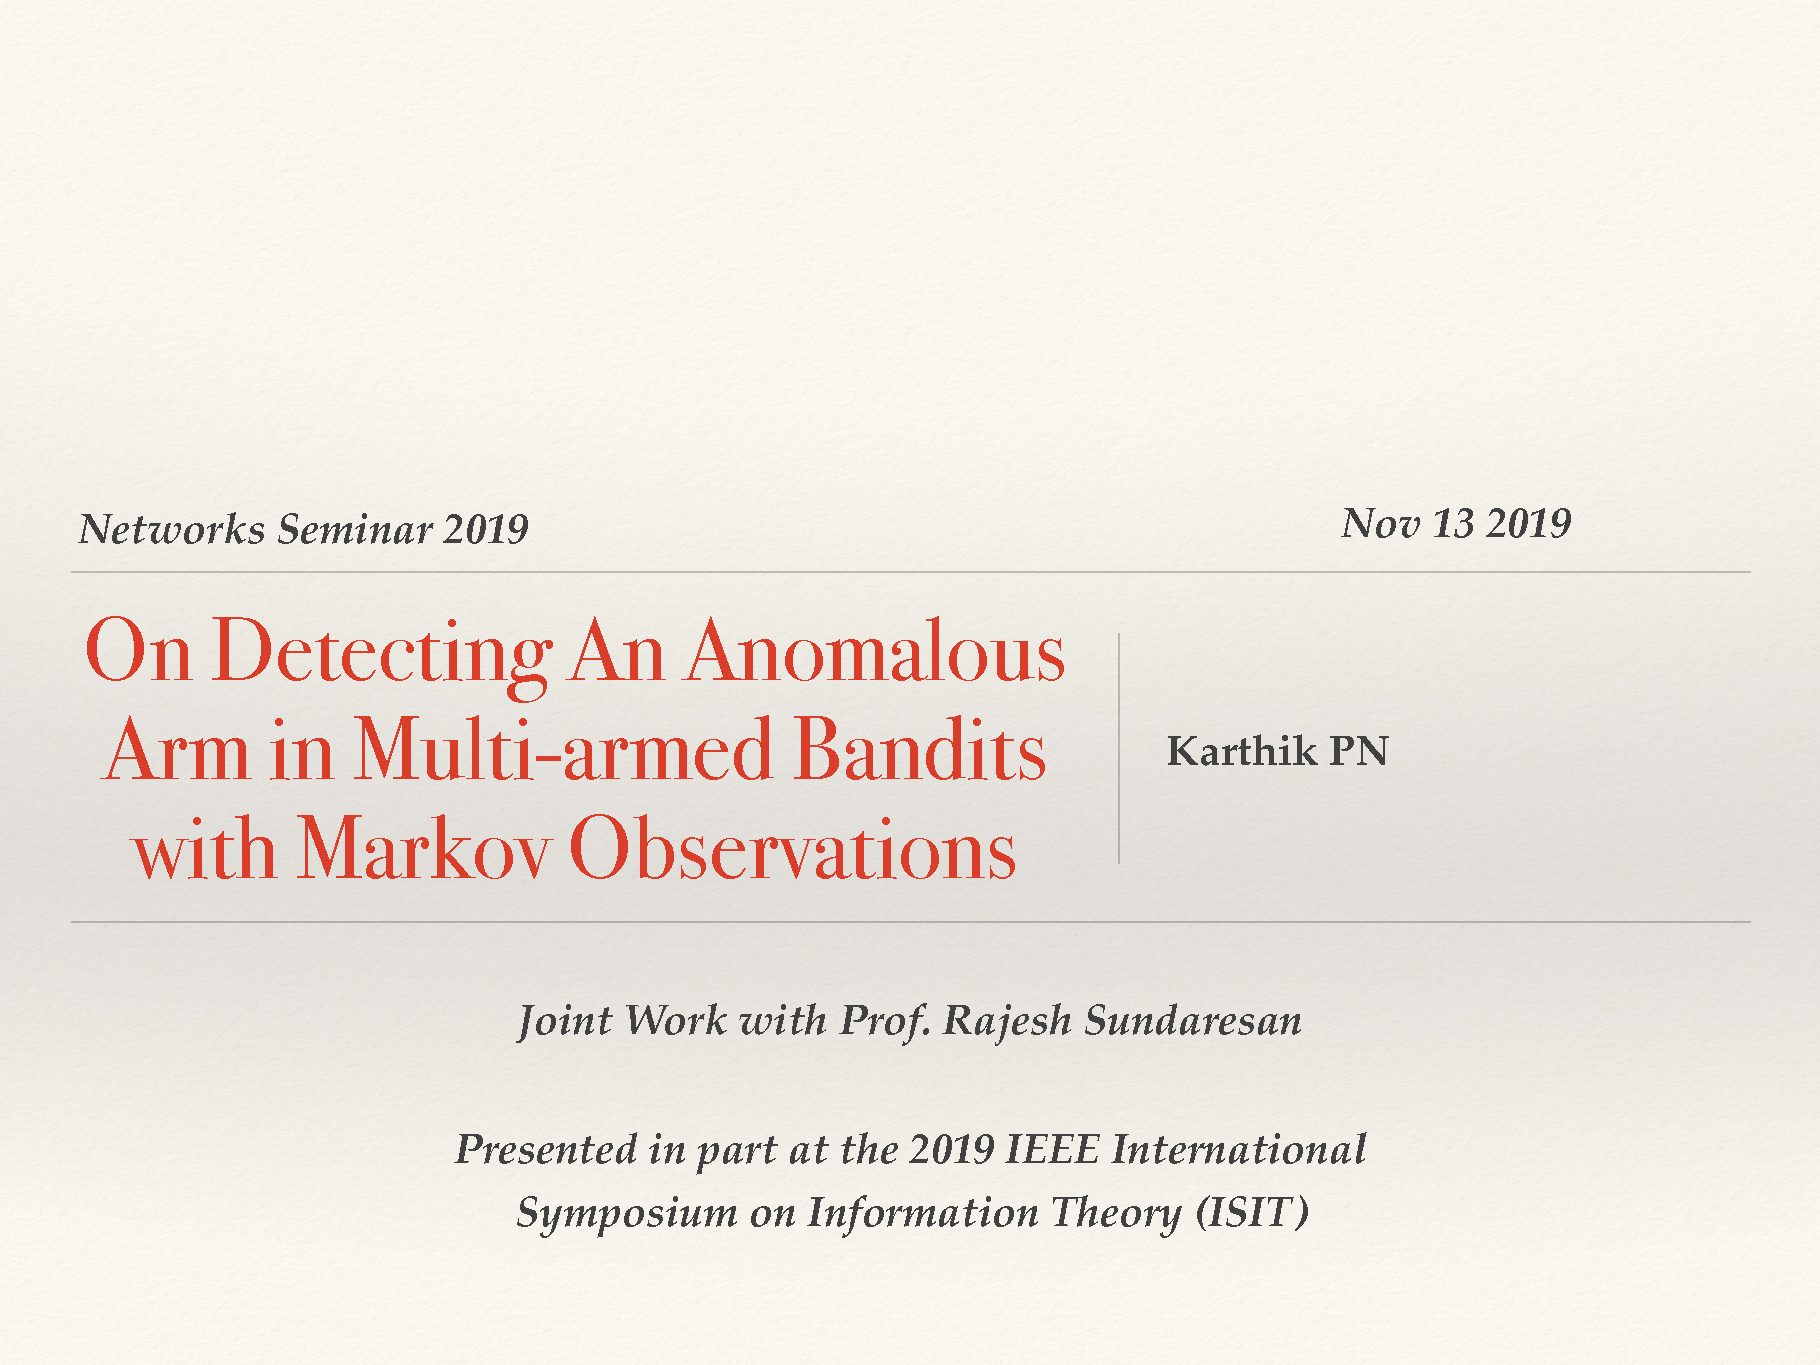 Networks Seminar 2019
Nov 13 2019
On Detecting An Anomalous
Arm in Multi-armed Bandits
with Markov Observations
Karthik PN
Joint Work with Prof. Rajesh Sundaresan
Presented in part at the 2019 IEEE International
Symposium on Information Theory (ISIT)